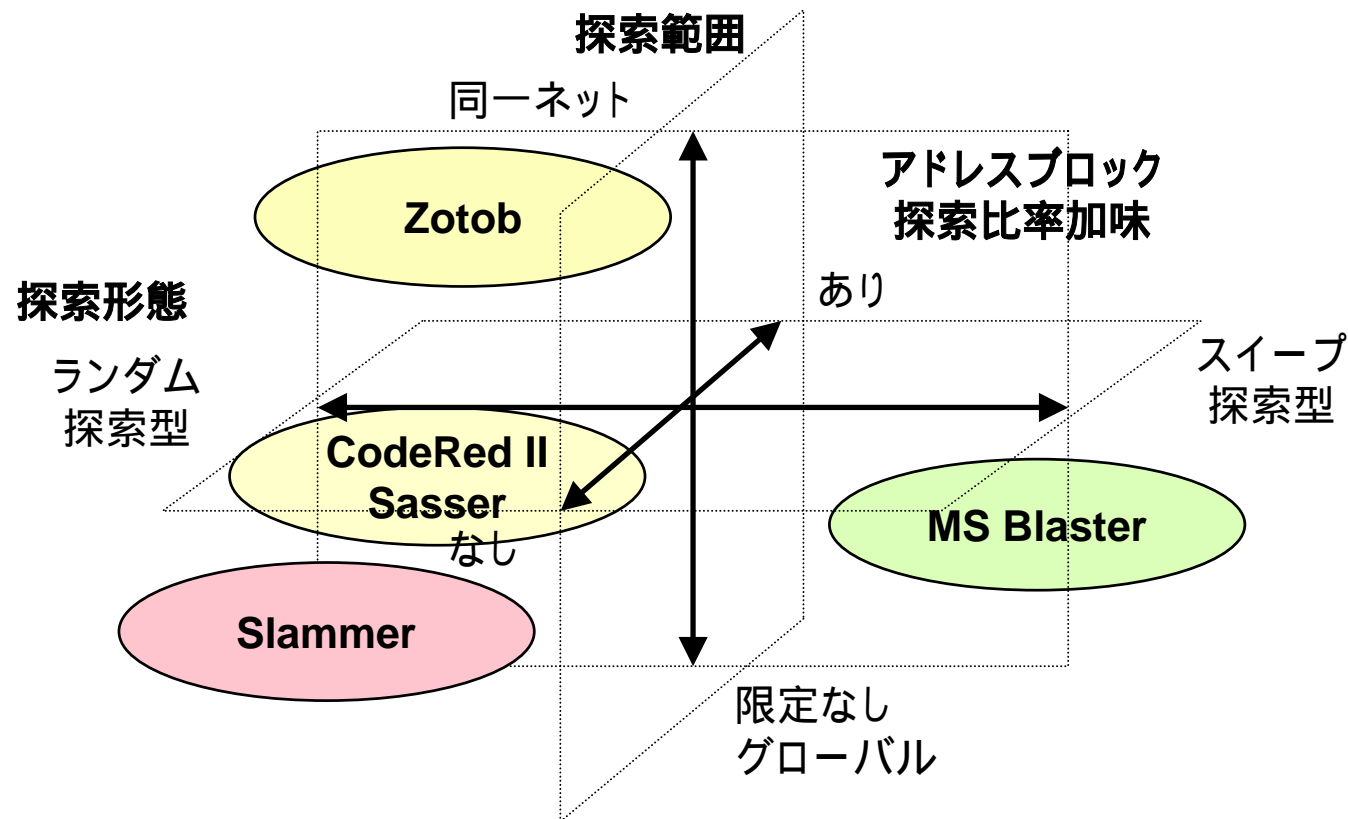 探索範囲
同一ネット
アドレスブロック
探索比率加味
Zotob
あり
探索形態
ランダム
探索型
スイープ
探索型
CodeRed II
Sasser
なし
MS Blaster
Slammer
限定なし
グローバル